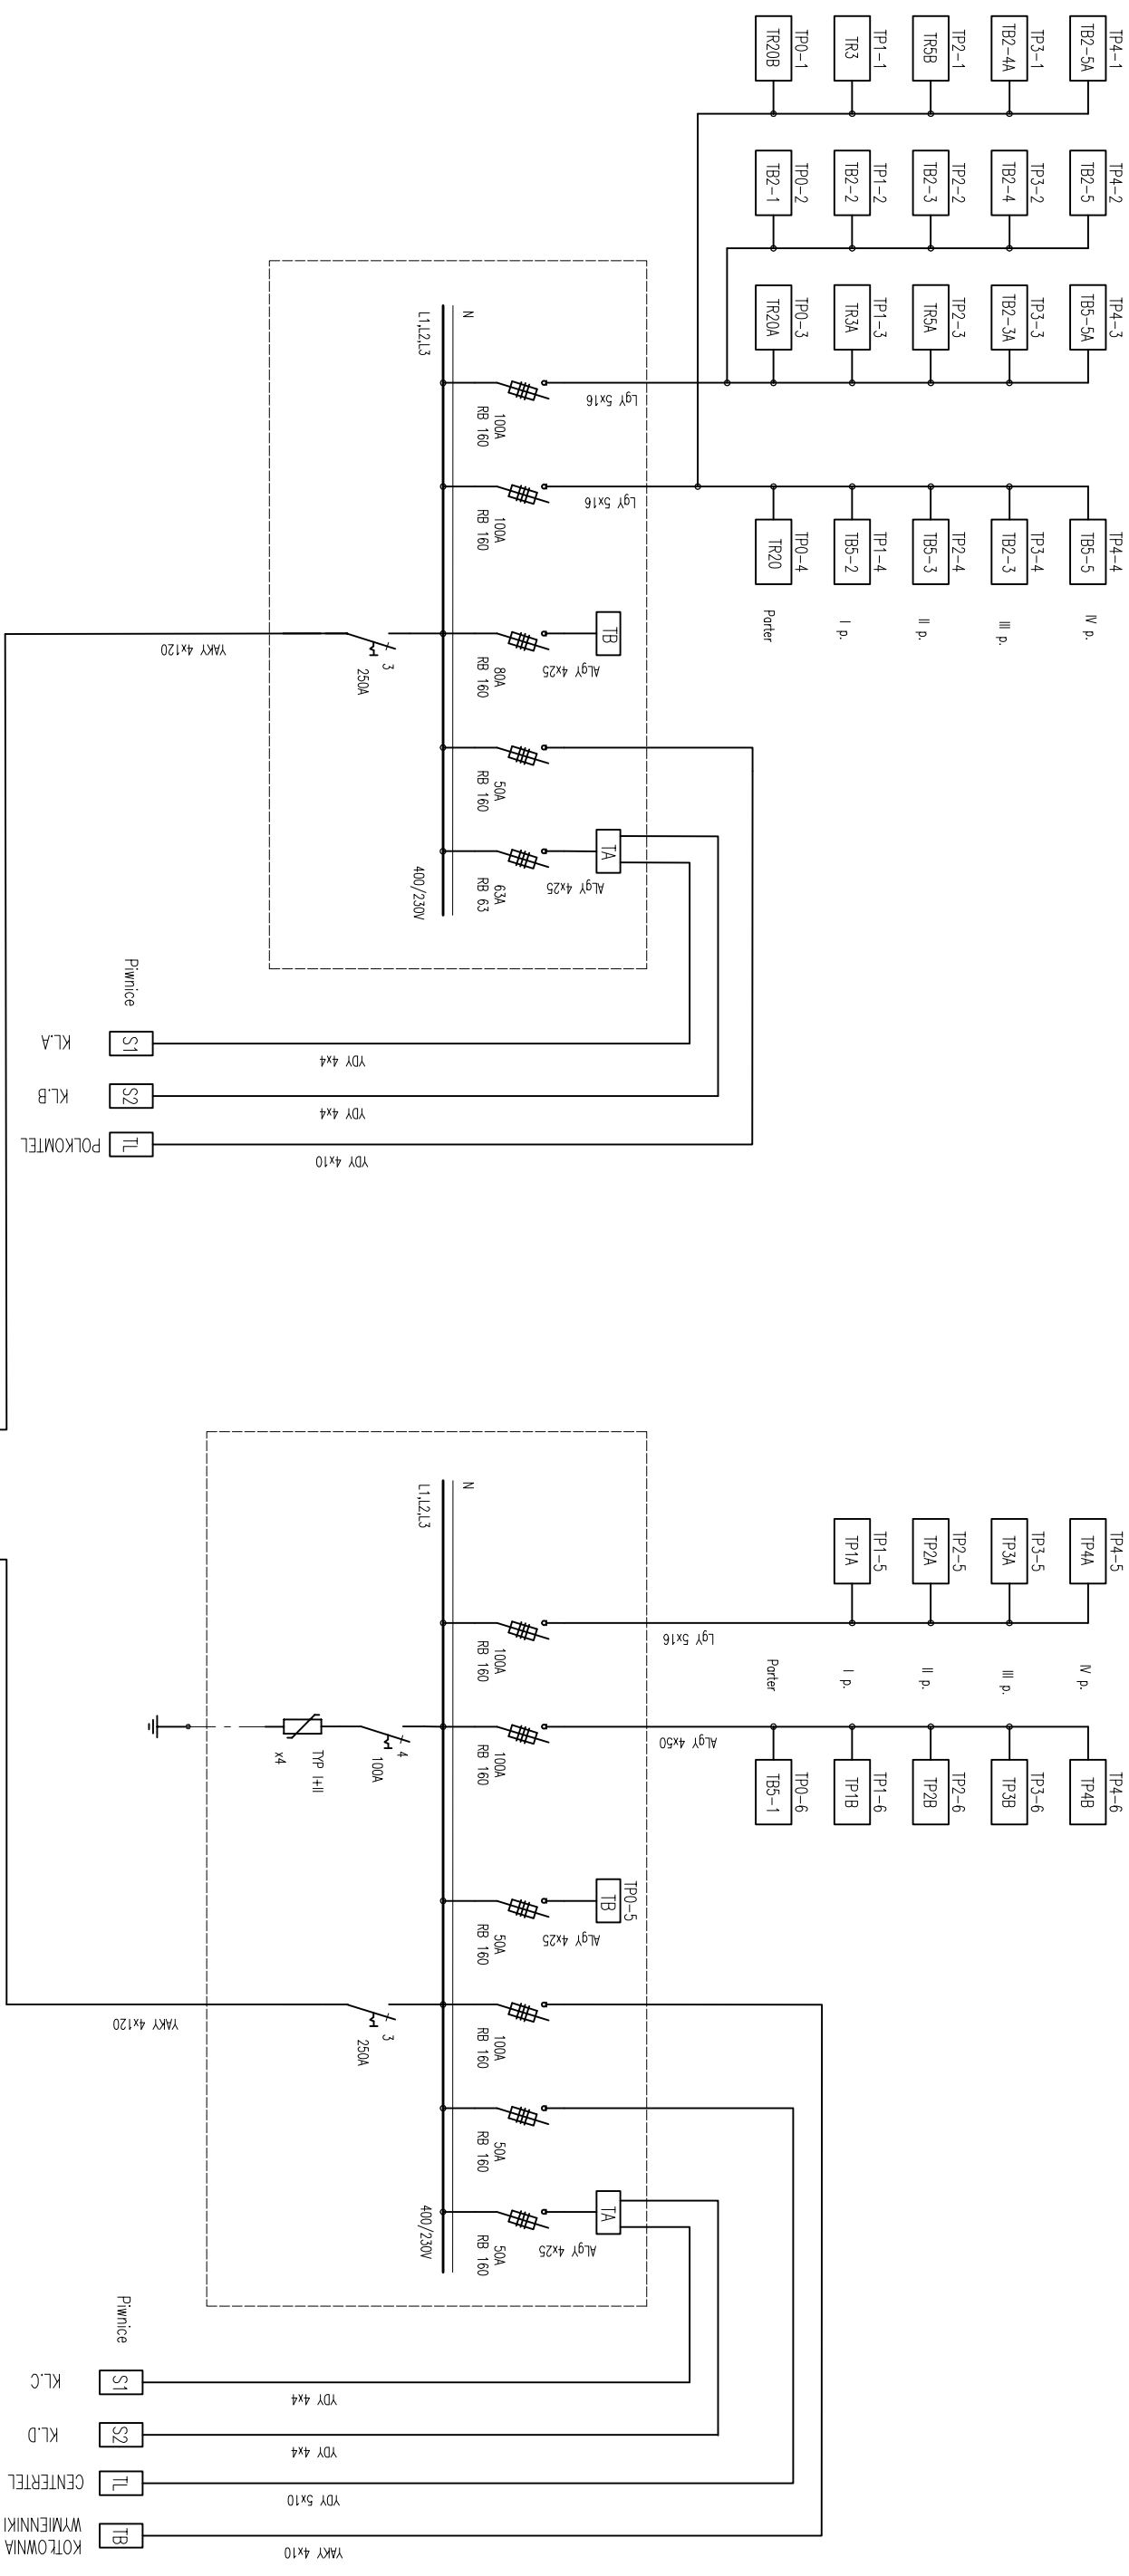 TP4-1
TB2-5A
TP3-1
TB2-4A
TP2-1
TR5B
TP1-1
TR3
TP0-1
TR20B
TP4-2
TB2-5
TP3-2
TB2-4
TP2-2
TB2-3
TP1-2
TB2-2
TP0-2
TB2-1
TP4-3
TB5-5A
TP3-3
TB2-3A
TP2-3
TR5A
TP1-3
TR3A
TP0-3
TR20A
TP4-4
TB5-5
TP3-4
TB2-3
TP2-4
TB5-3
TP1-4
TB5-2
TP0-4
TR20
IV p.
III p.
II p.
I p.
Parter
N
L1,L2,L3
LgY 5x16
100A
RB 160
LgY 5x16
100A
RB 160
TB
ALgY 4x25
80A
RB 160
3
250A
YAKY 4x120
50A
RB 160
TA
ALgY 4x25
63A
RB 63
400/230V
Piwnice
S1
KL.A
YDY 4x4
S2
KL.B
YDY 4x4
TL
POLKOMTEL
YDY 4x10
TP4-5
TP4A
TP3-5
TP3A
TP2-5
TP2A
TP1-5
TP1A
IV p.
III p.
II p.
I p.
Parter
TP4-6
TP4B
TP3-6
TP3B
TP2-6
TP2B
TP1-6
TP1B
TP0-6
TB5-1
N
L1,L2,L3
LgY 5x16
100A
RB 160
ALgY 4x50
100A
RB 160
4
100A
TYP I+II
x4
TP0-5
TB
ALgY 4x25
50A
RB 160
100A
RB 160
3
250A
YAKY 4x120
50A
RB 160
TA
ALgY 4x25
50A
RB 160
400/230V
Piwnice
S1
KL.C
YDY 4x4
S2
KL.D
YDY 4x4
TL
CENTERTEL
YDY 5x10
TB
KOTŁOWNIA
WYMIENNIKI
YAKY 4x10